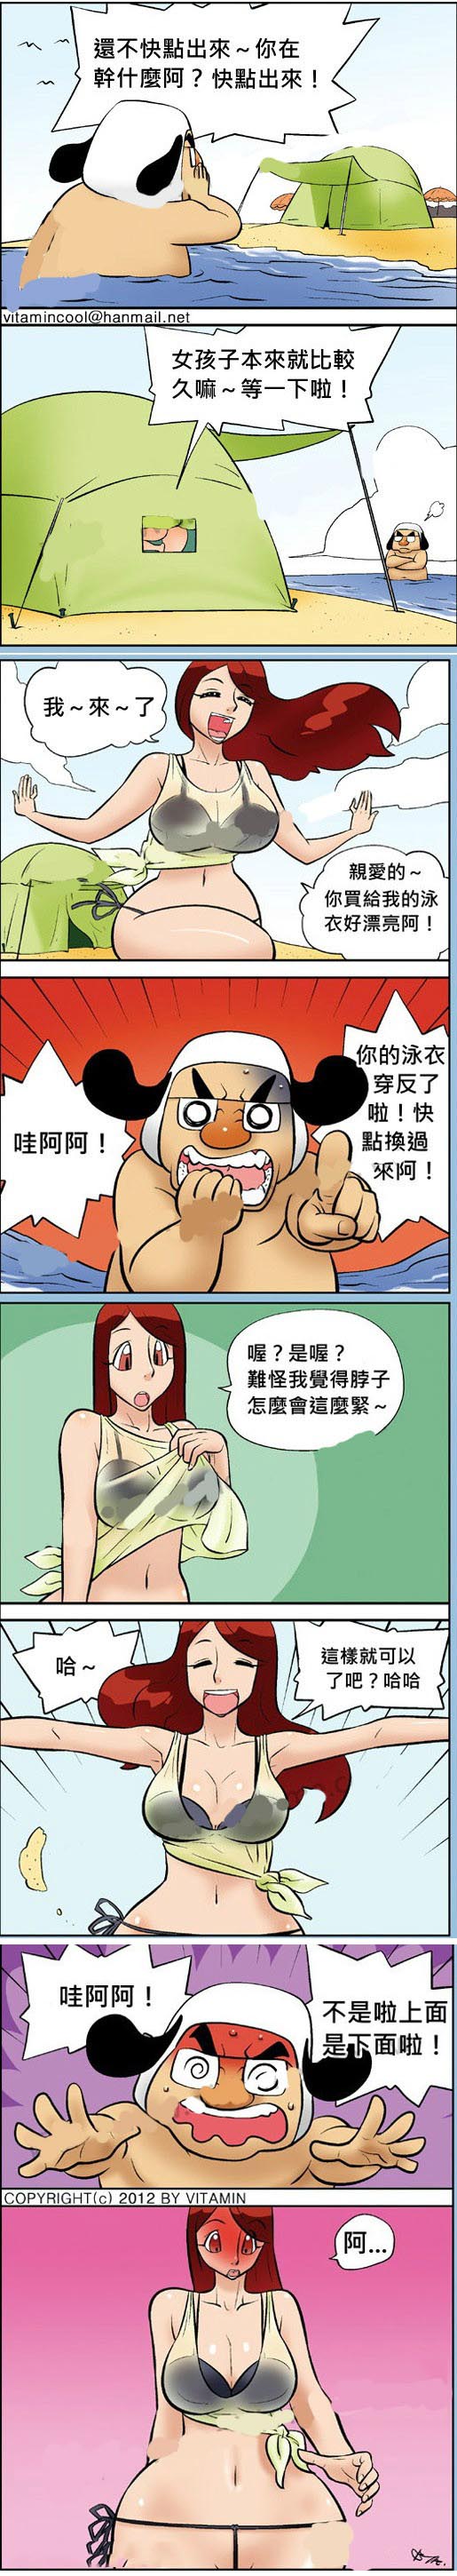 還不快點出來～你在
幹什麼阿？快點出來！
vitamincool@hanmail.net
女孩子本來就比較
久嘛～等一下啦！
我～來～了
親愛的～
你買給我的泳
衣好漂亮阿！
哇阿阿！
你的泳衣
穿反了
啦！快
點換過
來阿！
喔？是喔？
難怪我覺得脖子
怎麼會這麼緊～
哈～
這樣就可以
了吧？哈哈
哇阿阿！
不是啦上面
是下面啦！
COPYRIGHT(c) 2012 BY VITAMIN
阿...